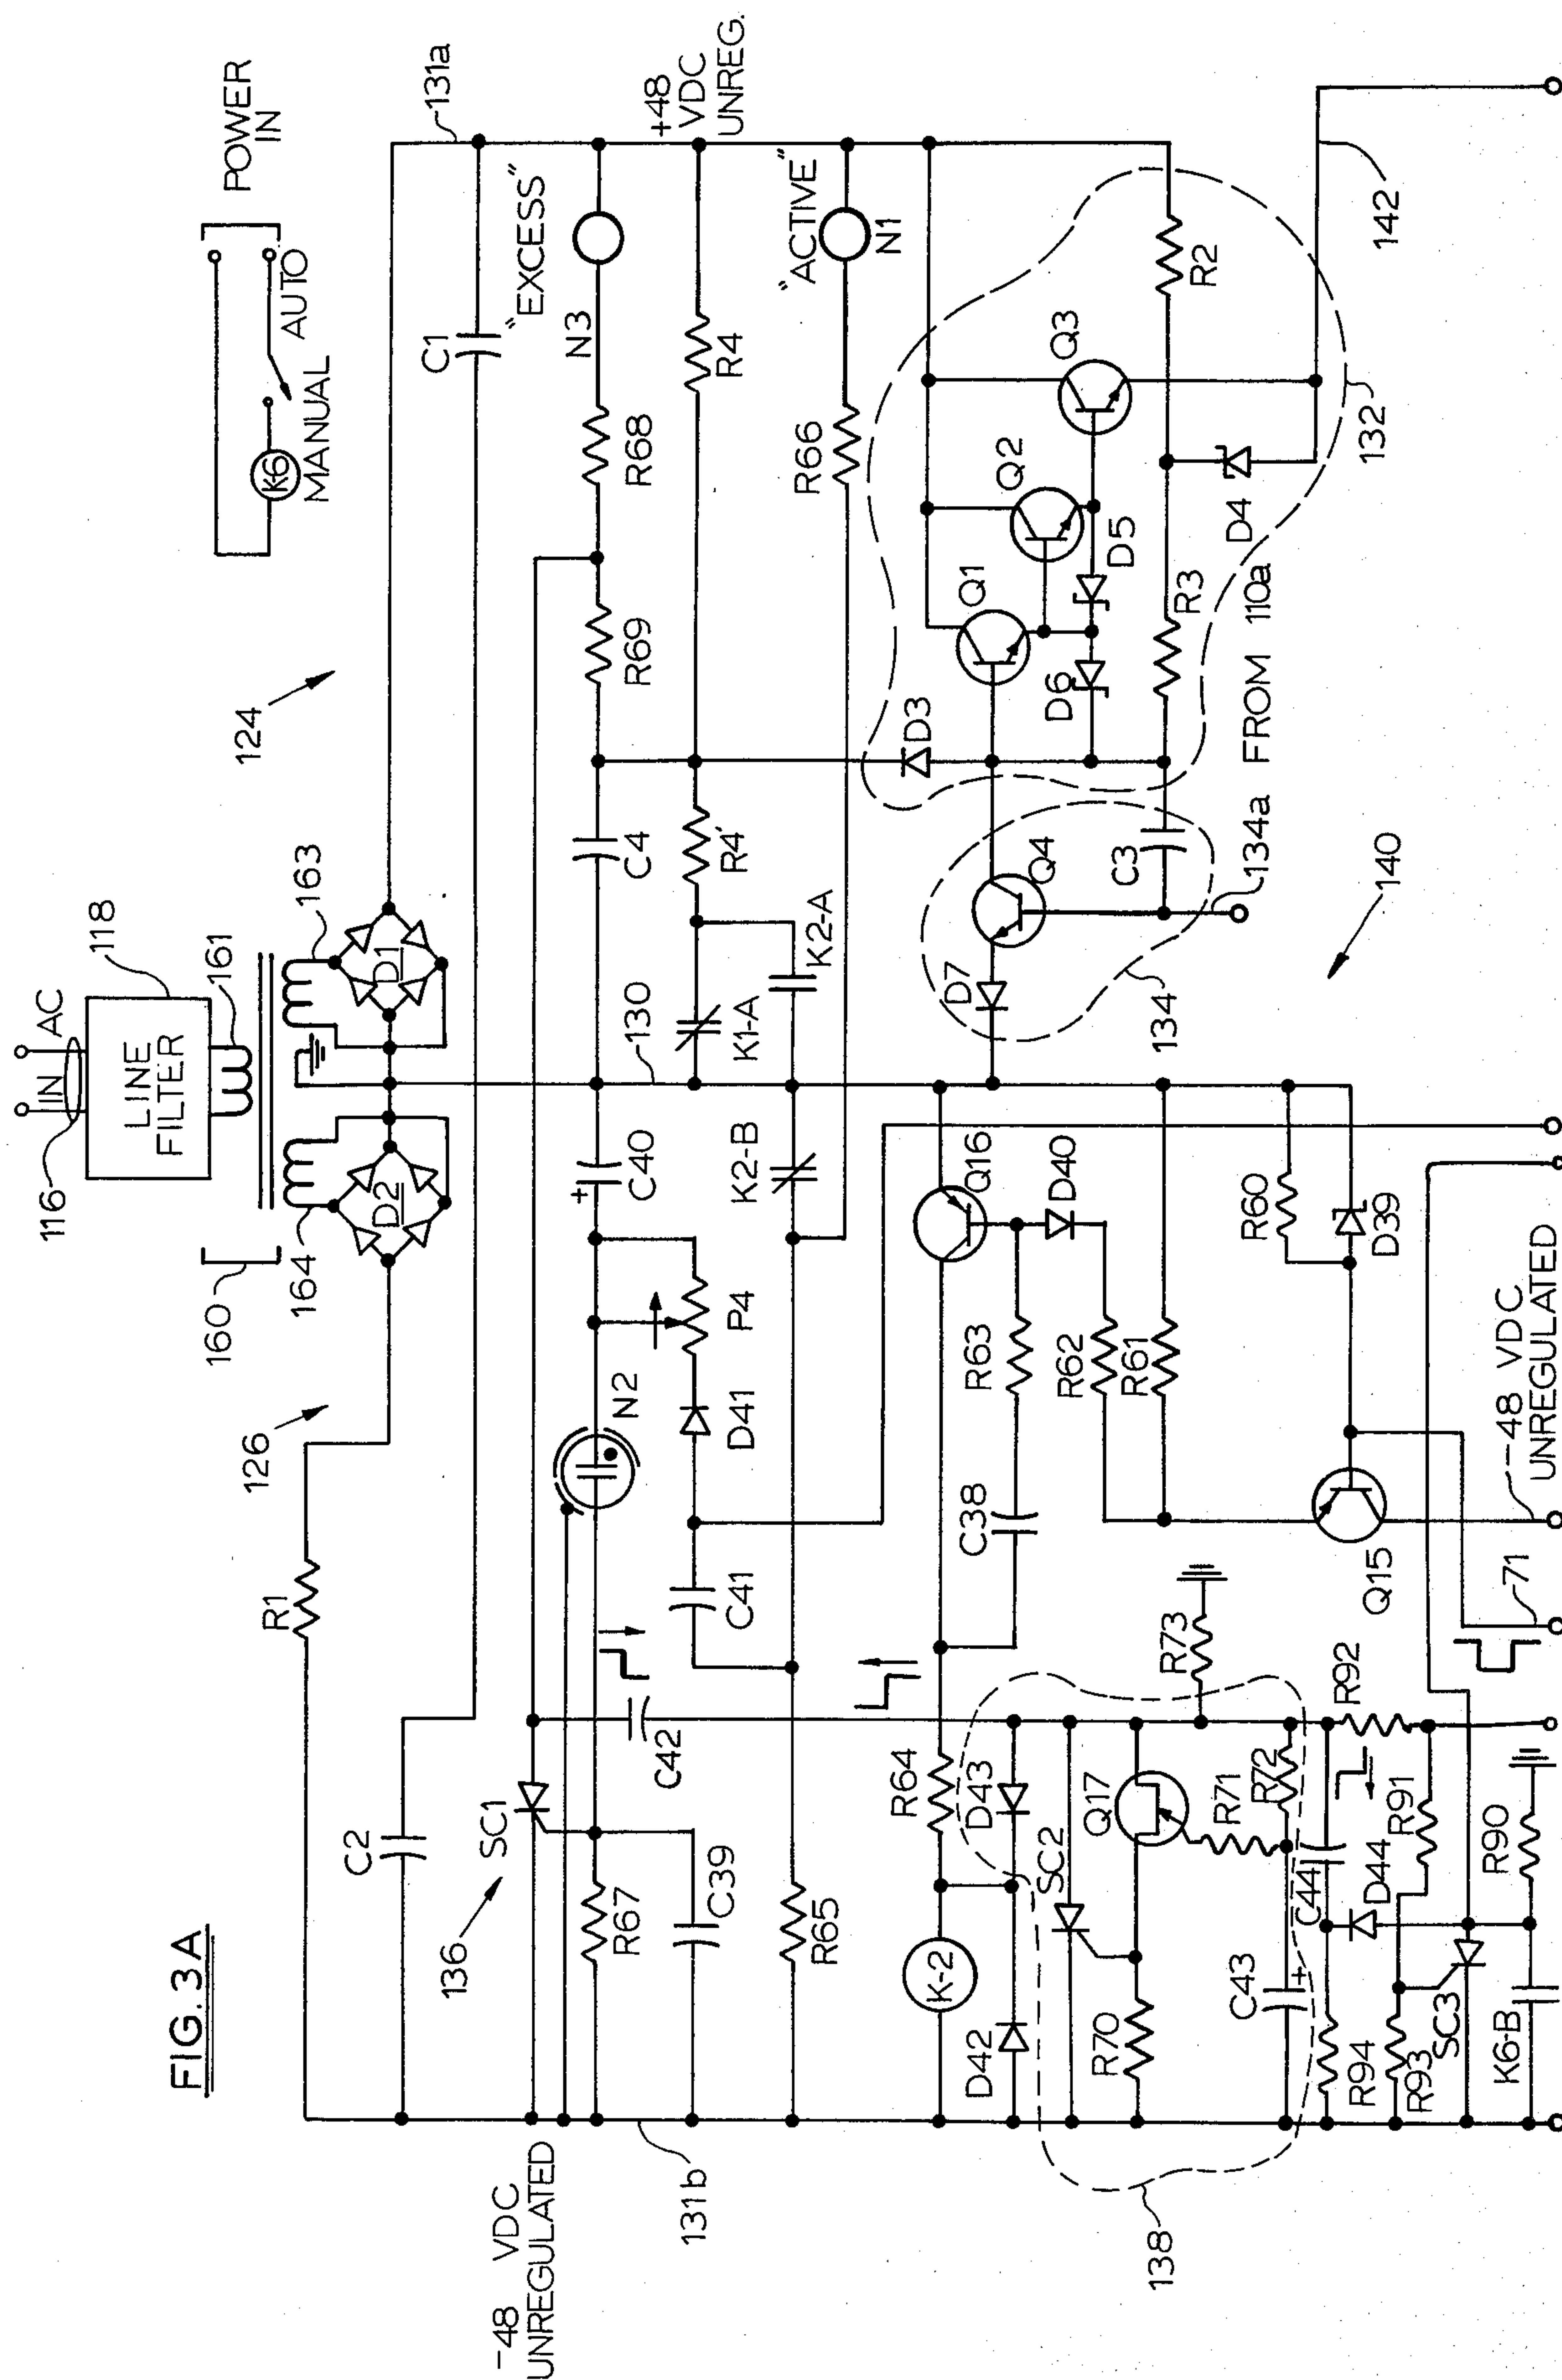 FIG. 3A
116
IN
AC
118
LINE
FILTER
161
163
160
164
D2
D1
126
124
R1
POWER
IN
K6
MANUAL
AUTO
131a
C2
C1
"EXCESS"
N3
+48
VDC
UNREG.
136
SC1
R67
C39
C42
N2
C40
C4
R69
R68
+
P4
D41
C41
R4'
R4
K1-A
K2-A
K2-B
130
R65
R66
"ACTIVE"
N1
-48 VDC
UNREGULATED
131b
K-2
R64
D42
D43
Q16
R63
C38
D40
R62
R61
D7
Q4
C3
134
134a FROM 110a
D3
Q1
Q2
Q3
D6
D5
R3
R2
D4
132
142
140
138
SC2
R70
Q17
R71
R72
C43
+
R73
R60
D39
Q15
-48 VDC
UNREGULATED
71
R92
R91
C44
D44
R94
R93
SC3
R90
K6-B